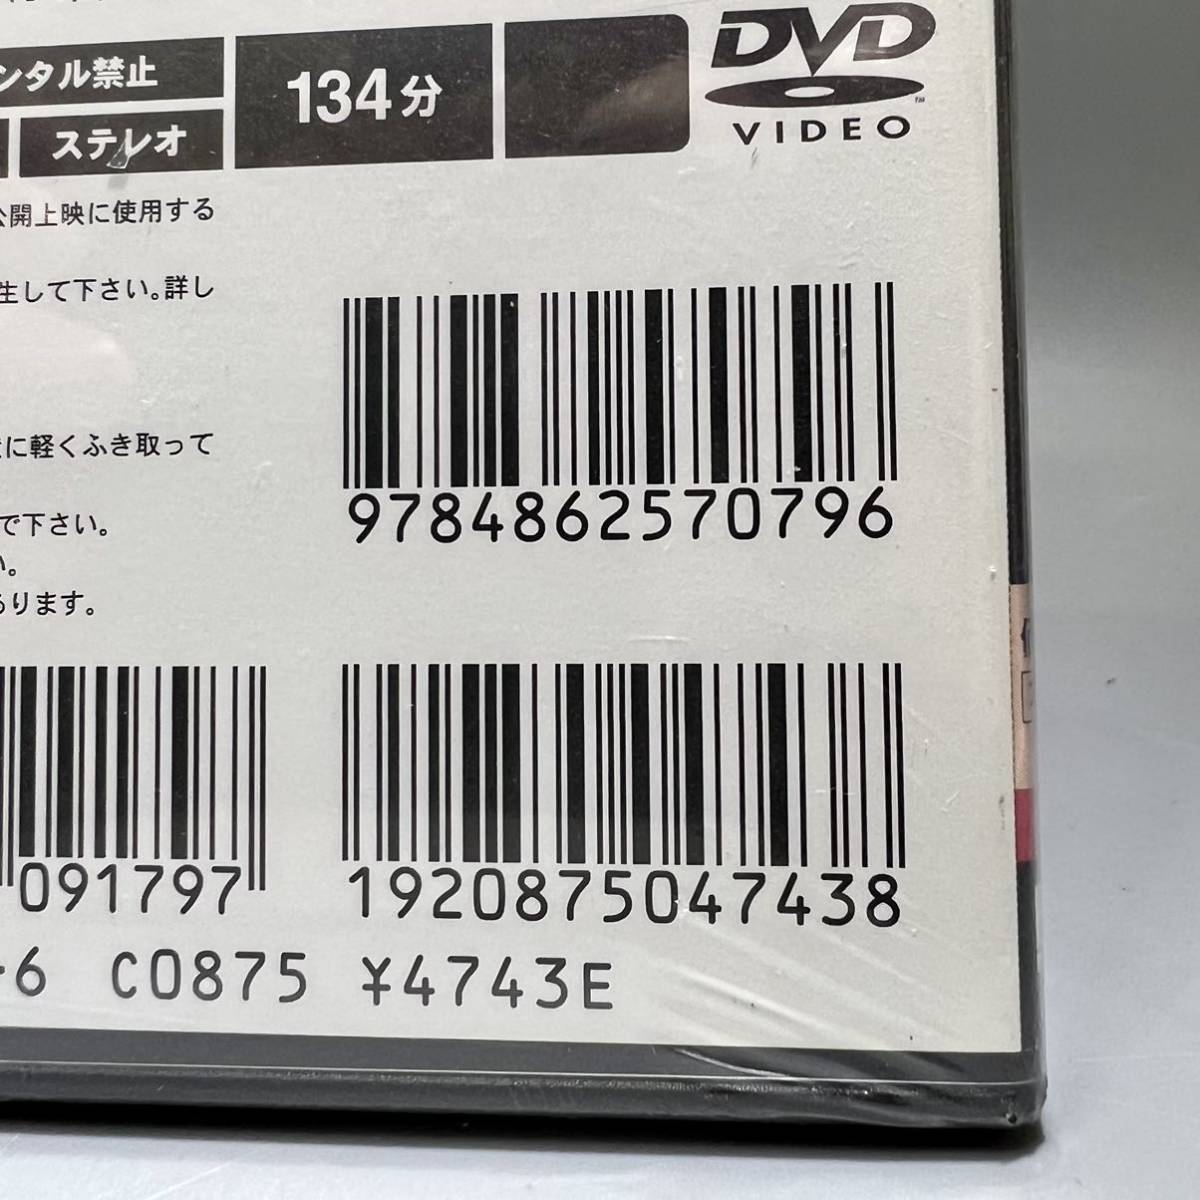 ンタル禁止
134分
DVD
VIDEO
ステレオ
公開上映に使用する
生して下さい。詳し
に軽くふき取って
で下さい。
い。
あります。
9784862570796
091797
1920875047438
-6 C0875 ¥4743E